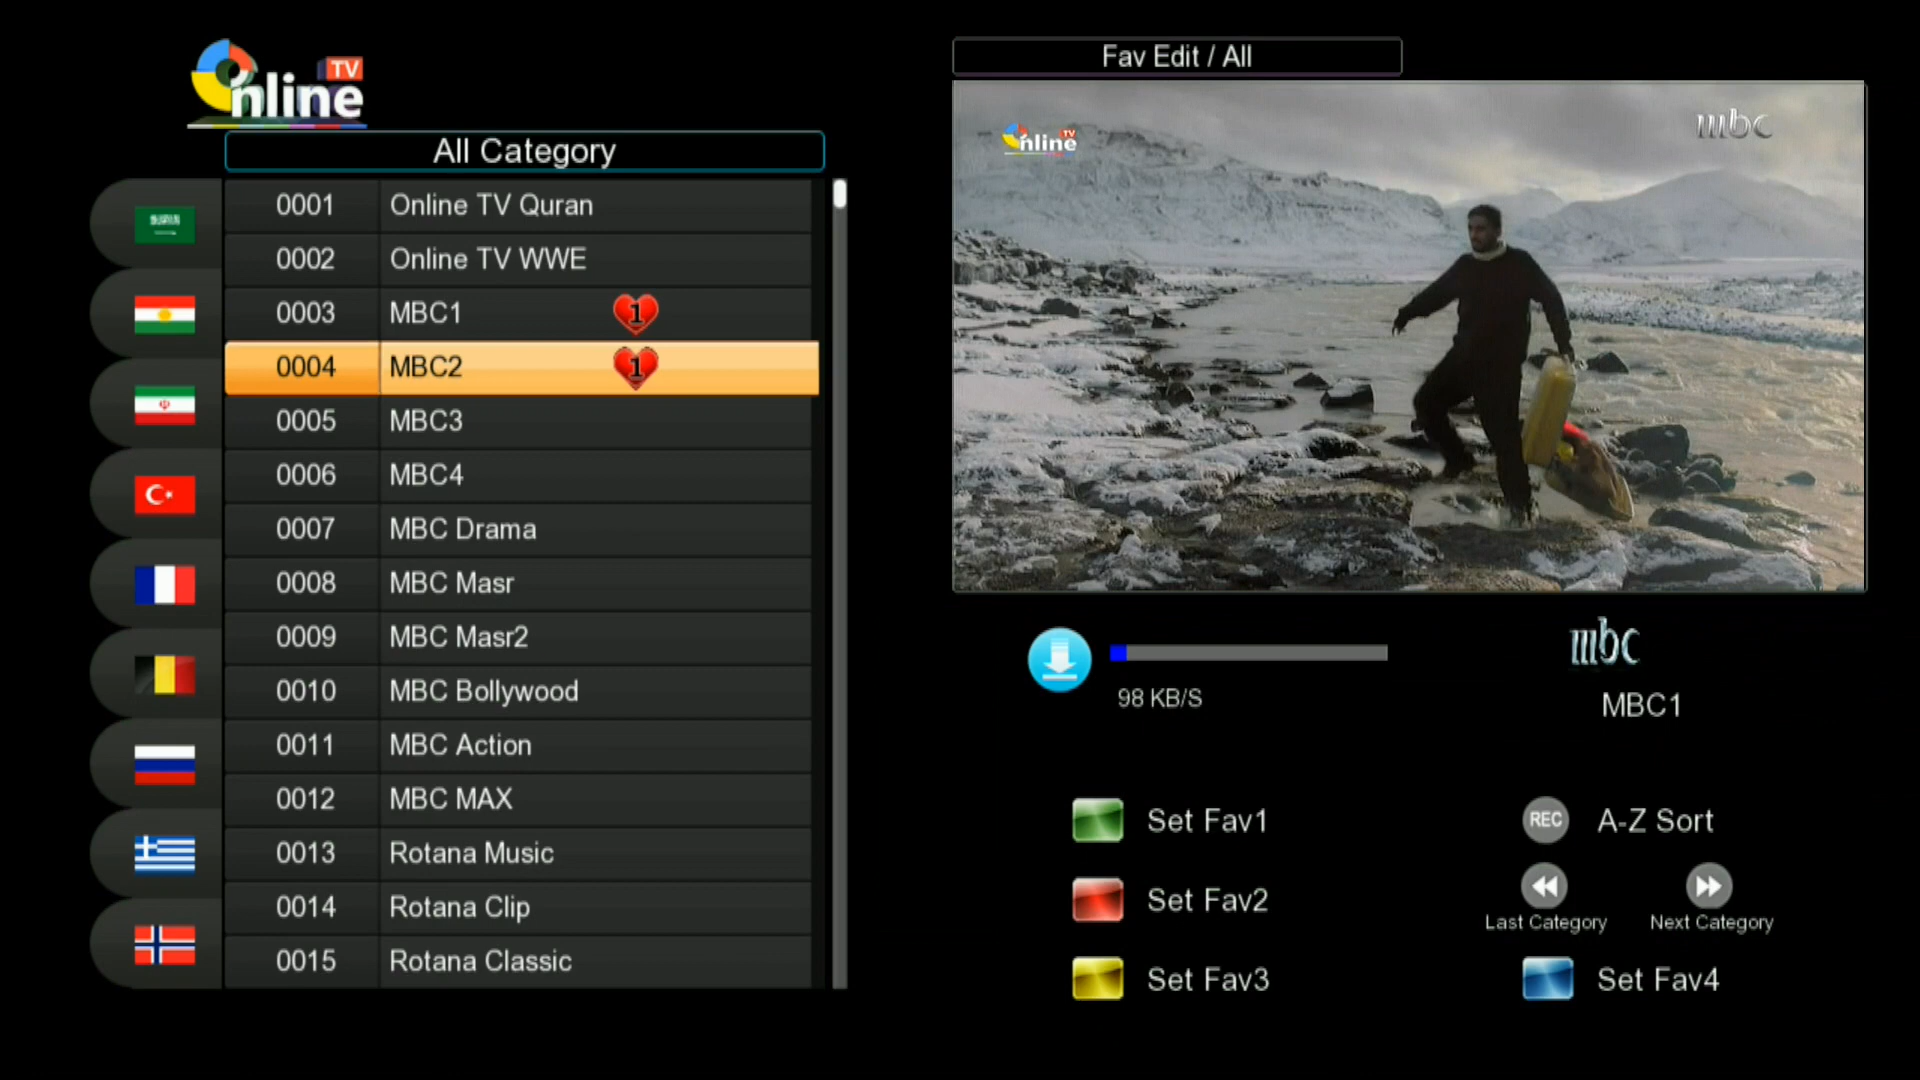 Online TV
All Category
0001 Online TV Quran
0002 Online TV WWE
0003 MBC1 1
0004 MBC2 1
0005 MBC3
0006 MBC4
0007 MBC Drama
0008 MBC Masr
0009 MBC Masr2
0010 MBC Bollywood
0011 MBC Action
0012 MBC MAX
0013 Rotana Music
0014 Rotana Clip
0015 Rotana Classic
Fav Edit / All
Online TV
mbc
98 KB/S
mbc
MBC1
Set Fav1
REC A-Z Sort
Set Fav2
Last Category
Next Category
Set Fav3
Set Fav4